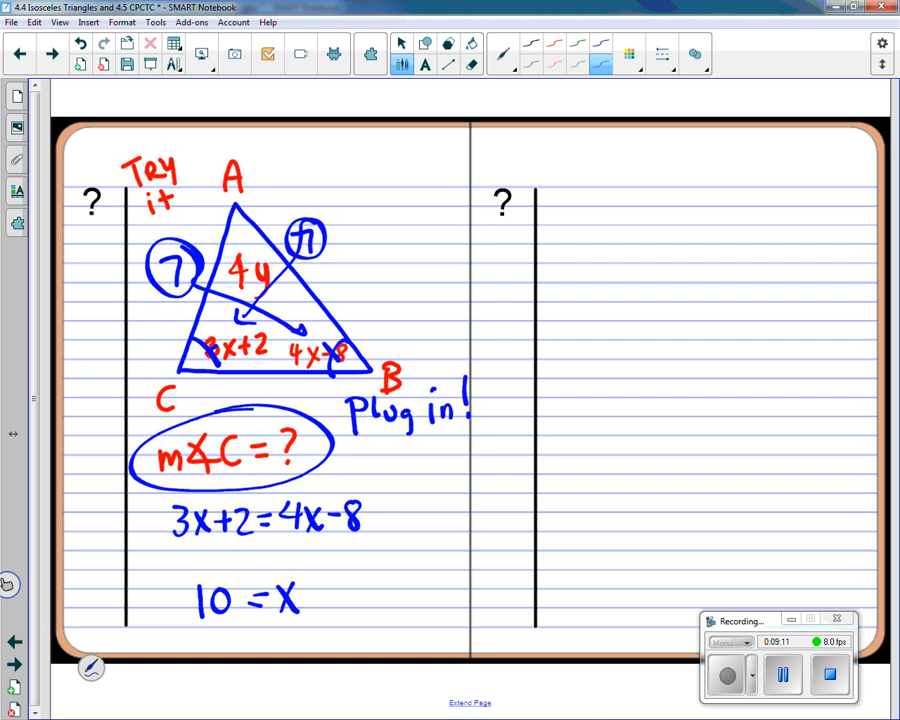 4.4 Isosceles Triangles and 4.5 CPCTC * - SMART Notebook
File Edit View Insert Format Tools Add-ons Account Help
?
TRY
it
A
?
7
7
4y
3x+2
4x-8
C
B
Plug in!
m∡C = ?
3x+2=4x-8
10 = x
Recording...
Menu
0:09:11
8.0 fps
Extend Page